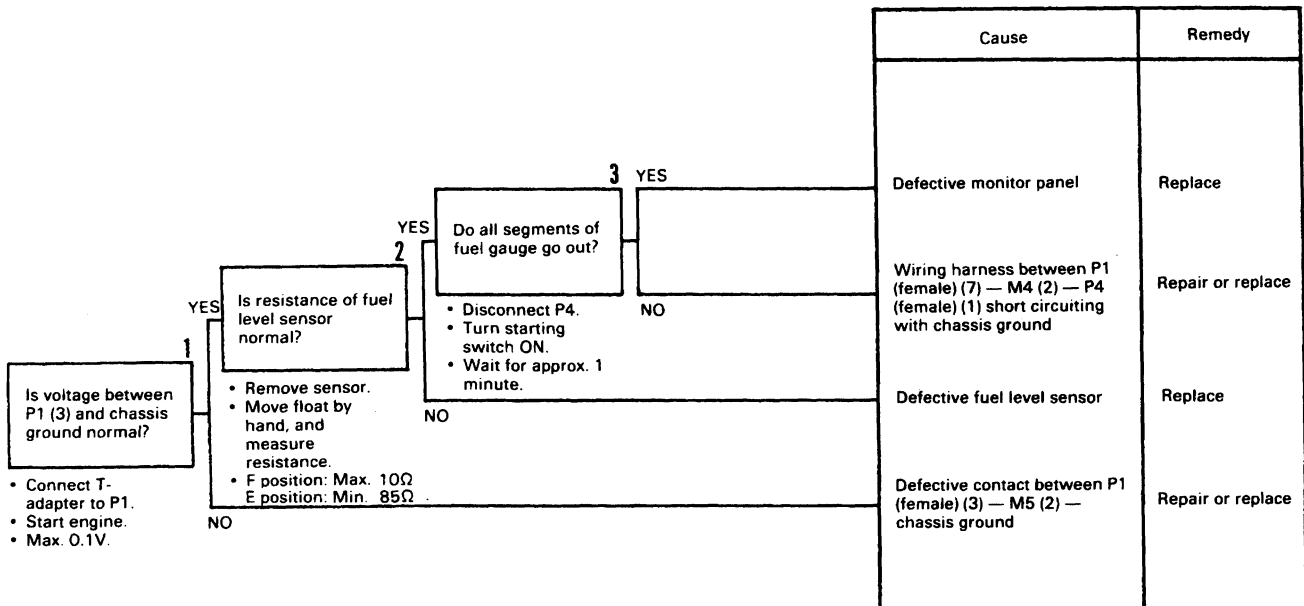 Cause
Remedy
3
YES
Do all segments of
fuel gauge go out?
Defective monitor panel
Replace
YES
2
Is resistance of fuel
level sensor
normal?
• Disconnect P4.
• Turn starting
switch ON.
• Wait for approx. 1
minute.
NO
Wiring harness between P1
(female) (7) — M4 (2) — P4
(female) (1) short circuiting
with chassis ground
Repair or replace
YES
1
Is voltage between
P1 (3) and chassis
ground normal?
• Remove sensor.
• Move float by
hand, and
measure
resistance.
• F position: Max. 10Ω
E position: Min. 85Ω
NO
Defective fuel level sensor
Replace
• Connect T-
adapter to P1.
• Start engine.
• Max. 0.1V.
NO
Defective contact between P1
(female) (3) — M5 (2) —
chassis ground
Repair or replace